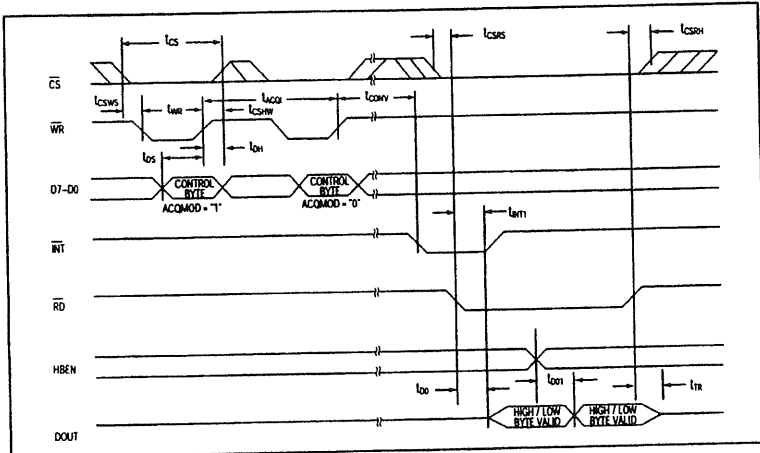 tCS
tCSRS
tCSRH
CS
tCSWS
tWR
tACQI
tCSHW
tCONV
WR
tDS
tDH
D7-D0
CONTROL
BYTE
ACQMOD = "1"
CONTROL
BYTE
ACQMOD = "0"
tINT1
INT
RD
HBEN
tD0
tD01
tTR
HIGH / LOW
BYTE VALID
HIGH / LOW
BYTE VALID
DOUT